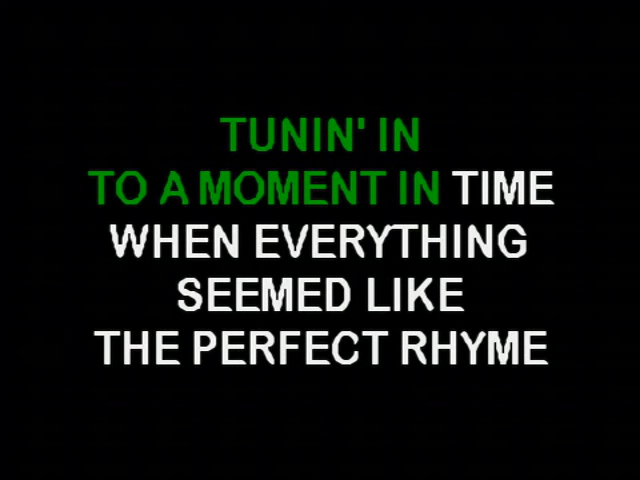 TUNIN' IN
TO A MOMENT IN TIME
WHEN EVERYTHING
SEEMED LIKE
THE PERFECT RHYME